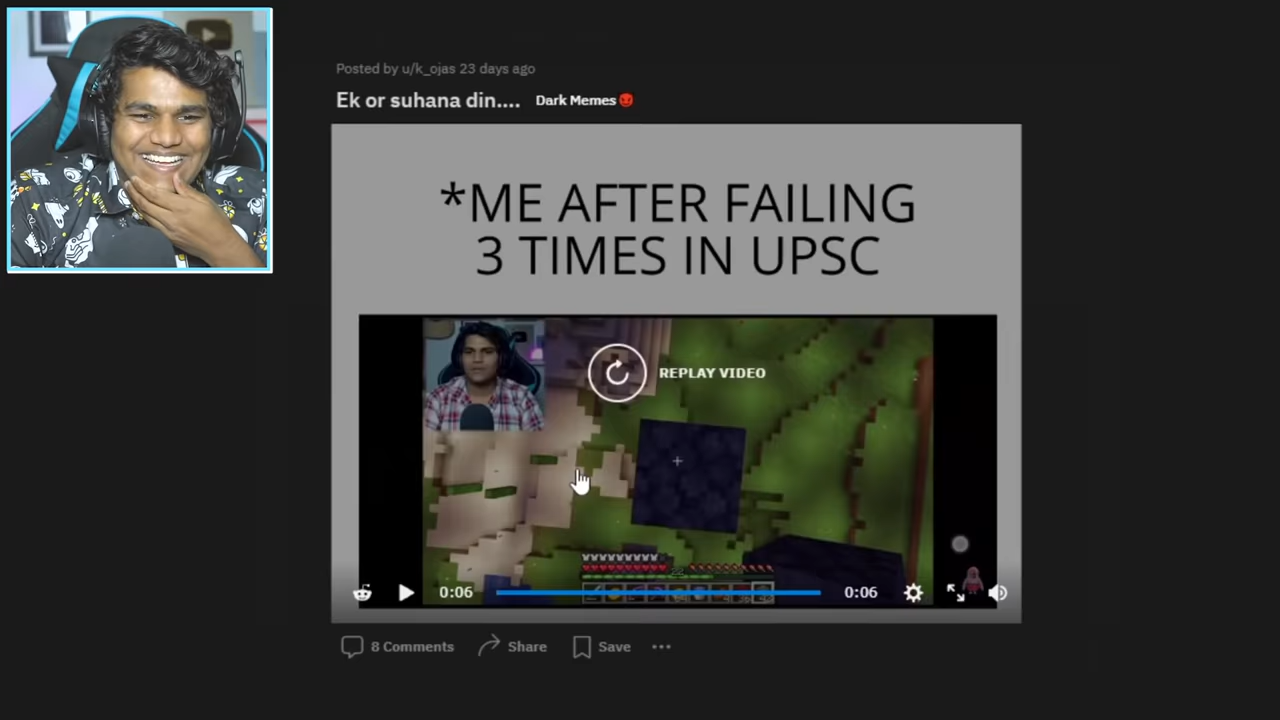 Posted by u/k_ojas 23 days ago
Ek or suhana din.... Dark Memes
*ME AFTER FAILING
3 TIMES IN UPSC
REPLAY VIDEO
0:06 0:06
8 Comments Share Save